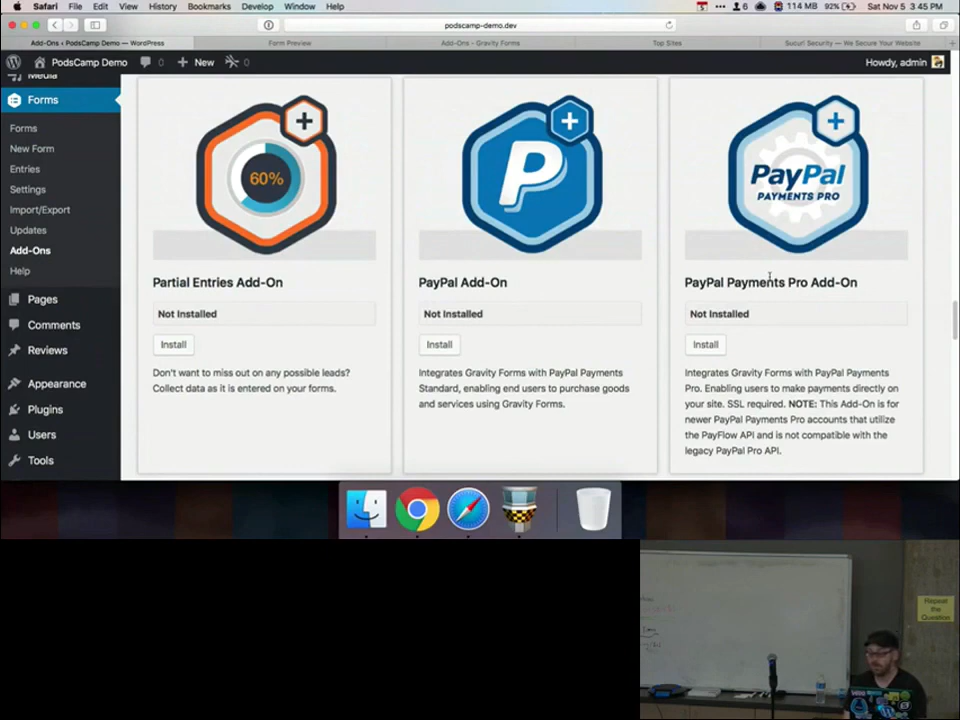 Safari File Edit View History Bookmarks Develop Window Help
6 114 MB 92% Sat Nov 5 3:45 PM
podscamp-demo.dev
Add-Ons ‹ PodsCamp Demo — WordPress
Form Preview
Add-Ons - Gravity Forms
Top Sites
Sucuri Security — We Secure Your Website
PodsCamp Demo 0 New 0
Howdy, admin
Media
Forms
Forms
New Form
Entries
Settings
Import/Export
Updates
Add-Ons
Help
Pages
Comments
Reviews
Appearance
Plugins
Users
Tools
60%
Partial Entries Add-On
Not Installed
Install
Don't want to miss out on any possible leads?
Collect data as it is entered on your forms.
P
PayPal Add-On
Not Installed
Install
Integrates Gravity Forms with PayPal Payments
Standard, enabling end users to purchase goods
and services using Gravity Forms.
PayPal
PAYMENTS PRO
PayPal Payments Pro Add-On
Not Installed
Install
Integrates Gravity Forms with PayPal Payments
Pro. Enabling users to make payments directly on
your site. SSL required. NOTE: This Add-On is for
newer PayPal Payments Pro accounts that utilize
the PayFlow API and is not compatible with the
legacy PayPal Pro API.
Repeat
the
Question